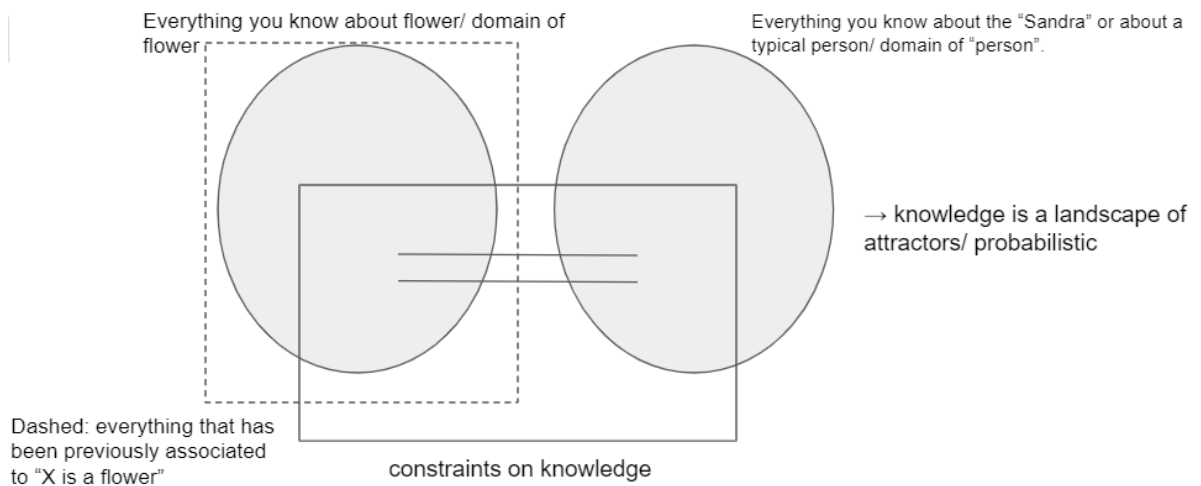 Everything you know about flower/ domain of
flower
Everything you know about the “Sandra” or about a
typical person/ domain of “person”.
→ knowledge is a landscape of
attractors/ probabilistic
Dashed: everything that has
been previously associated
to “X is a flower”
constraints on knowledge